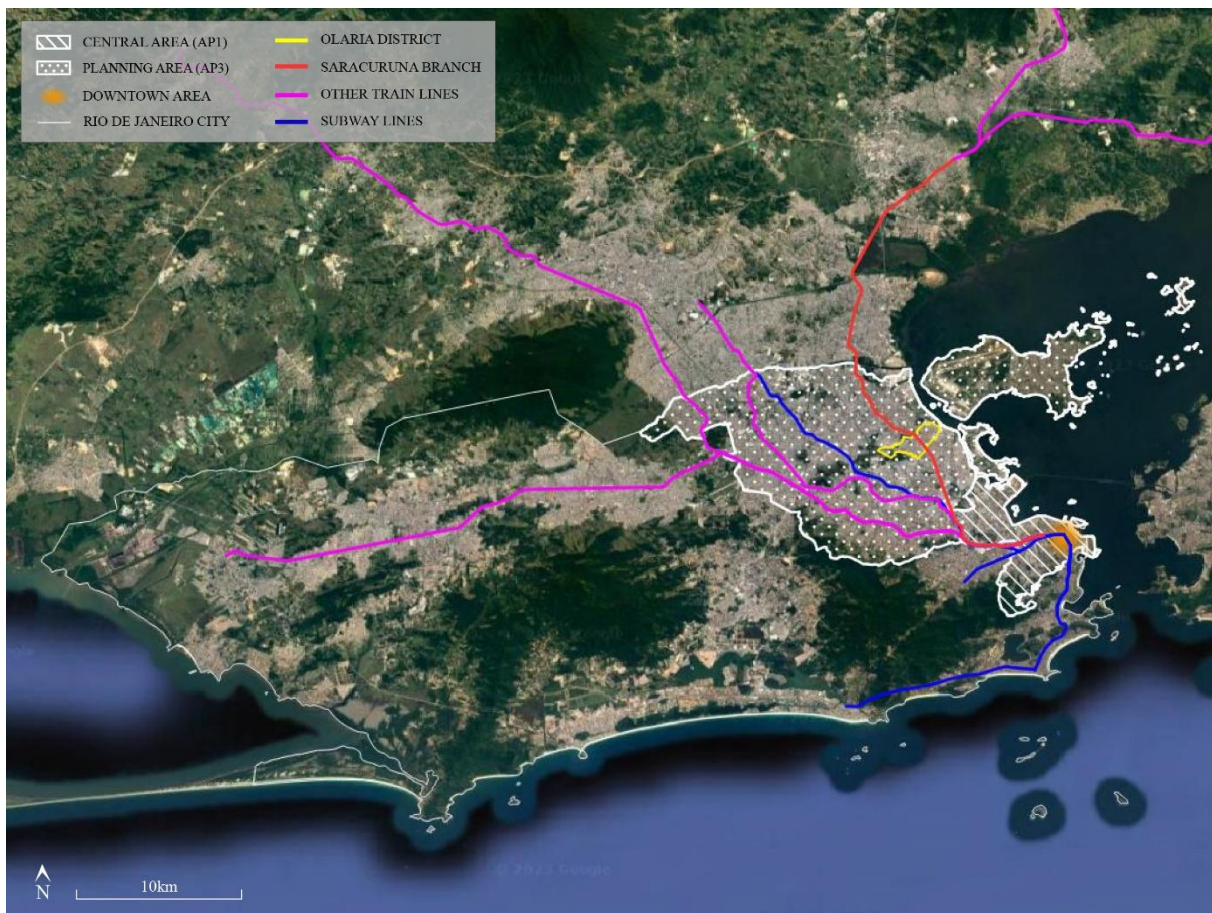 CENTRAL AREA (AP1)
PLANNING AREA (AP3)
DOWNTOWN AREA
RIO DE JANEIRO CITY
OLARIA DISTRICT
SARACURUNA BRANCH
OTHER TRAIN LINES
SUBWAY LINES
N
10km
© 2023 Google